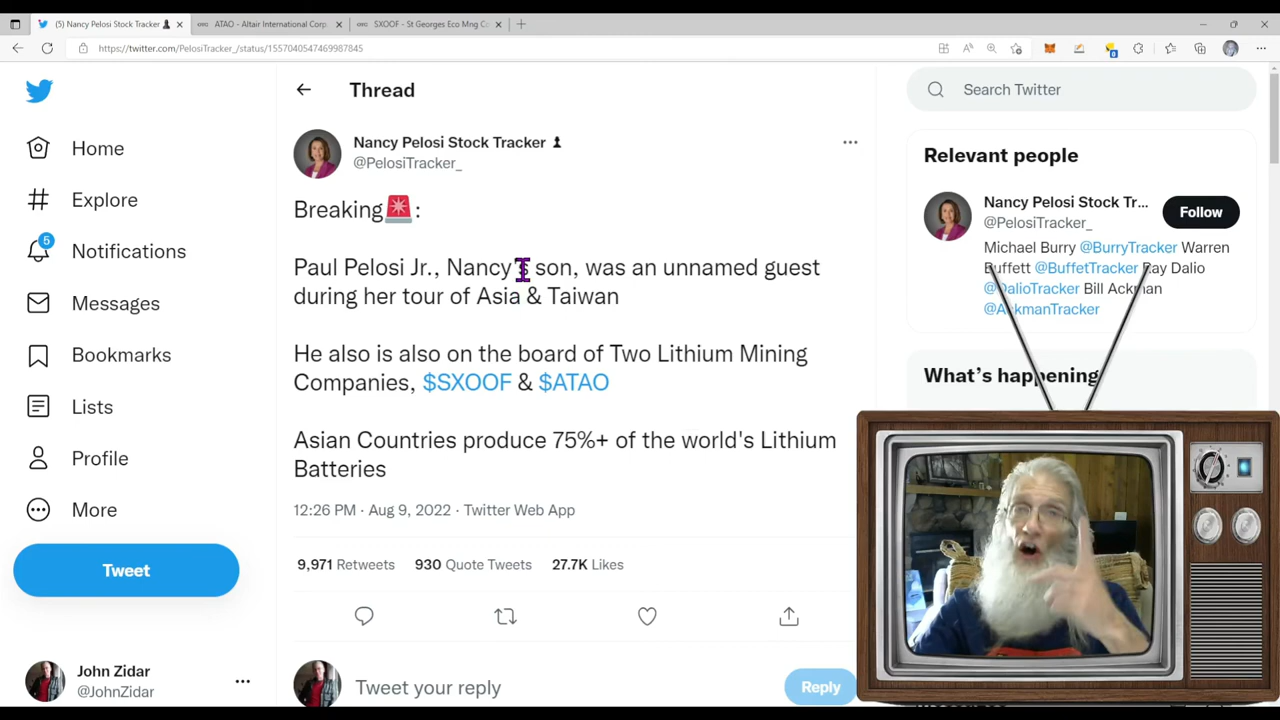 (5) Nancy Pelosi Stock Tracker
ATAO - Altair International Corp
SXOOF - St Georges Eco Mng C
https://twitter.com/PelosiTracker_/status/1557040547469987845
Home
Explore
5
Notifications
Messages
Bookmarks
Lists
Profile
More
Tweet
John Zidar
@JohnZidar
Thread
Nancy Pelosi Stock Tracker
@PelosiTracker_
Breaking🚨:
Paul Pelosi Jr., Nancy's son, was an unnamed guest
during her tour of Asia & Taiwan
He also is also on the board of Two Lithium Mining
Companies, $SXOOF & $ATAO
Asian Countries produce 75%+ of the world's Lithium
Batteries
12:26 PM · Aug 9, 2022 · Twitter Web App
9,971 Retweets 930 Quote Tweets 27.7K Likes
Tweet your reply
Reply
Search Twitter
Relevant people
Nancy Pelosi Stock Tr...
@PelosiTracker_
Follow
Michael Burry @BurryTracker Warren
Buffett @BuffetTracker Ray Dalio
@DalioTracker Bill Ackman
@AckmanTracker
What's happening